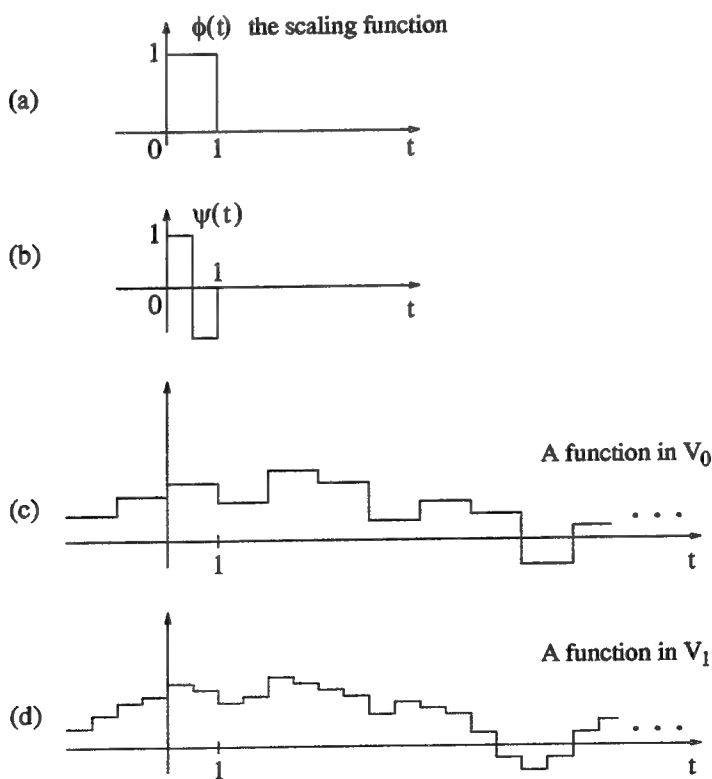 ϕ(t) the scaling function
1
(a)
0 1 t
ψ(t)
1
(b)
1
0
t
A function in V₀
(c)
• • •
1 t
A function in V₁
(d)
• • •
1 t